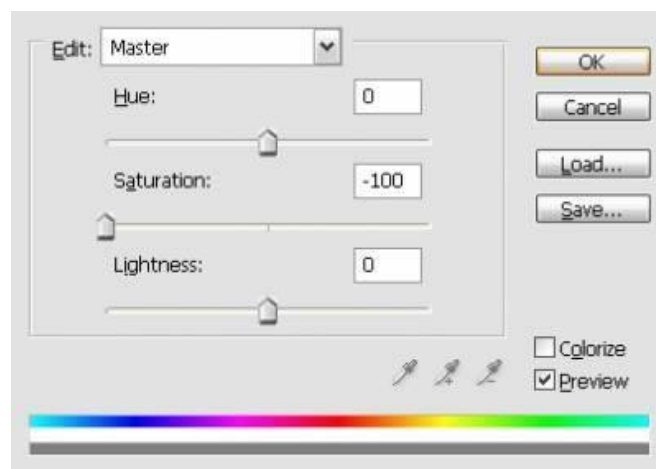 Edit: Master
OK
Hue: 0
Cancel
Saturation: -100
Load...
Save...
Lightness: 0
Colorize
Preview